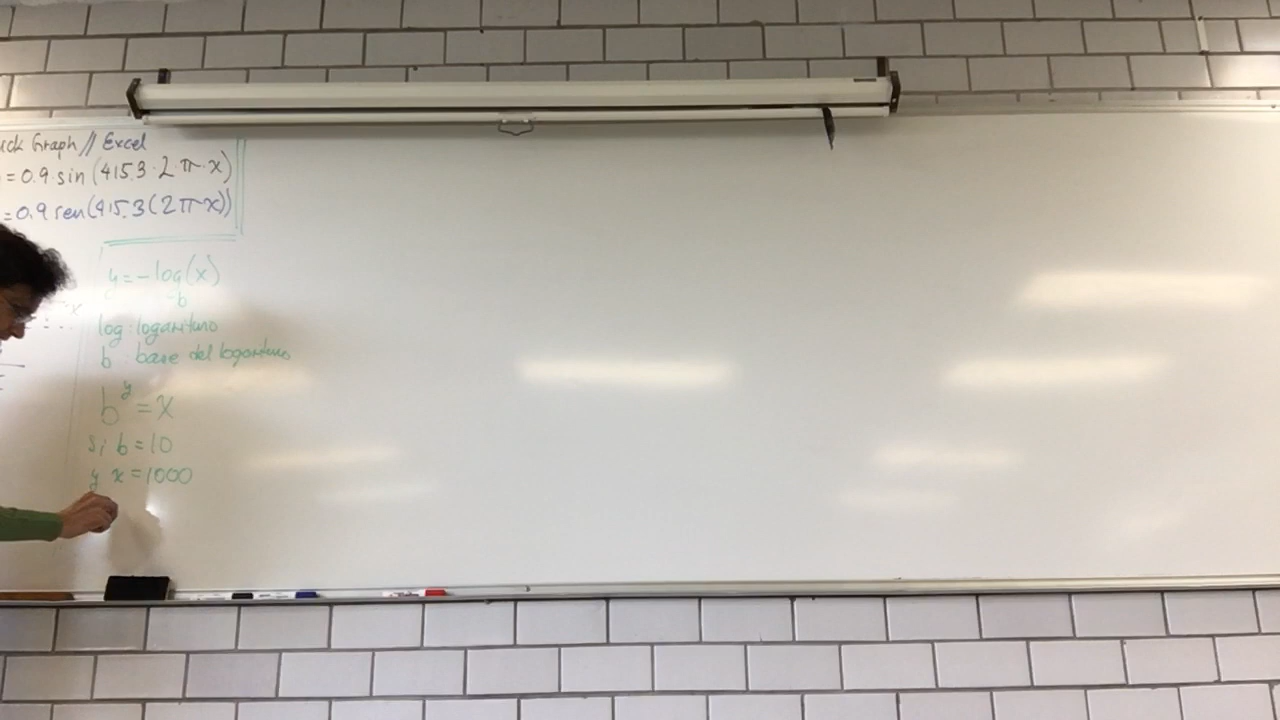 Graph // Excel
= 0.9·sin (415.3·2·π·x)
= 0.9 sen(415.3(2π·x))
y = -log(x)
-b
log: logaritmo
b : base del logaritmo
b^y = x
si b = 10
y x = 1000